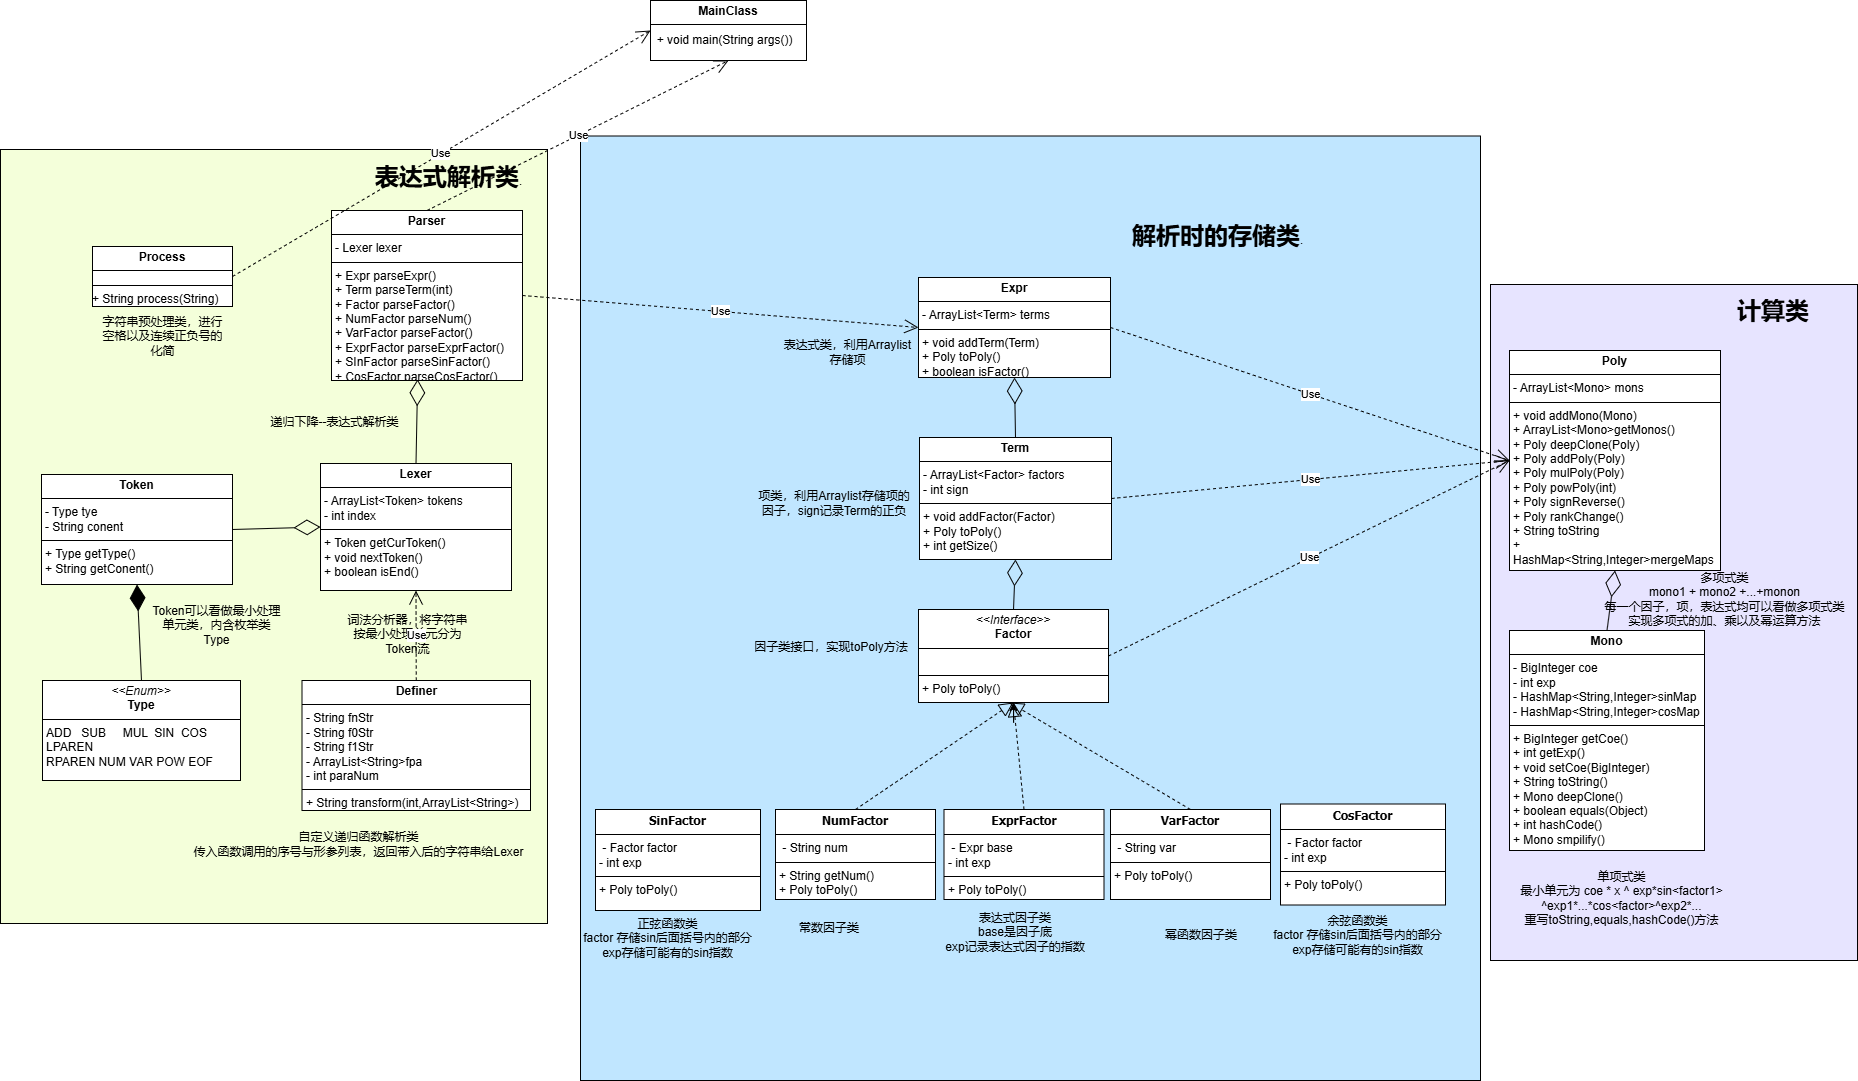 MainClass
+ void main(String args())
Use
Use
表达式解析类
Parser
- Lexer lexer
+ Expr parseExpr()
+ Term parseTerm(int)
+ Factor parseFactor()
+ NumFactor parseNum()
+ VarFactor parseFactor()
+ ExprFactor parseExprFactor()
+ SInFactor parseSinFactor()
+ CosFactor parseCosFactor()
Process
+ String process(String)
字符串预处理类，进行
空格以及连续正负号的
化简
递归下降--表达式解析类
Token
- Type tye
- String conent
+ Type getType()
+ String getConent()
Lexer
- ArrayList<Token> tokens
- int index
+ Token getCurToken()
+ void nextToken()
+ boolean isEnd()
Token可以看做最小处理
单元类，内含枚举类
Type
词法分析器，将字符串
按最小处理单元分为
Token流
Use
<<Enum>>
Type
ADD SUB MUL SIN COS
LPAREN
RPAREN NUM VAR POW EOF
Definer
- String fnStr
- String f0Str
- String f1Str
- ArrayList<String>fpa
- int paraNum
+ String transform(int,ArrayList<String>)
自定义递归函数解析类
传入函数调用的序号与形参列表，返回带入后的字符串给Lexer
解析时的存储类
Use
Expr
- ArrayList<Term> terms
+ void addTerm(Term)
+ Poly toPoly()
+ boolean isFactor()
表达式类，利用Arraylist
存储项
Use
Term
- ArrayList<Factor> factors
- int sign
+ void addFactor(Factor)
+ Poly toPoly()
+ int getSize()
项类，利用Arraylist存储项的
因子，sign记录Term的正负
Use
<<Interface>>
Factor
+ Poly toPoly()
因子类接口，实现toPoly方法
Use
SinFactor
- Factor factor
- int exp
+ Poly toPoly()
正弦函数类
factor 存储sin后面括号内的部分
exp存储可能有的sin指数
NumFactor
- String num
+ String getNum()
+ Poly toPoly()
常数因子类
ExprFactor
- Expr base
- int exp
+ Poly toPoly()
表达式因子类
base是因子底
exp记录表达式因子的指数
VarFactor
- String var
+ Poly toPoly()
幂函数因子类
CosFactor
- Factor factor
- int exp
+ Poly toPoly()
余弦函数类
factor 存储sin后面括号内的部分
exp存储可能有的sin指数
计算类
Poly
- ArrayList<Mono> mons
+ void addMono(Mono)
+ ArrayList<Mono>getMonos()
+ Poly deepClone(Poly)
+ Poly addPoly(Poly)
+ Poly mulPoly(Poly)
+ Poly powPoly(int)
+ Poly signReverse()
+ Poly rankChange()
+ String toString
+
HashMap<String,Integer>mergeMaps
多项式类
mono1 + mono2 +...+monon
每一个因子，项，表达式均可以看做多项式类
实现多项式的加、乘以及幂运算方法
Mono
- BigInteger coe
- int exp
- HashMap<String,Integer>sinMap
- HashMap<String,Integer>cosMap
+ BigInteger getCoe()
+ int getExp()
+ void setCoe(BigInteger)
+ String toString()
+ Mono deepClone()
+ boolean equals(Object)
+ int hashCode()
+ Mono smpilify()
单项式类
最小单元为 coe * x ^ exp*sin<factor1>
^exp1*...*cos<factor>^exp2*...
重写toString,equals,hashCode()方法